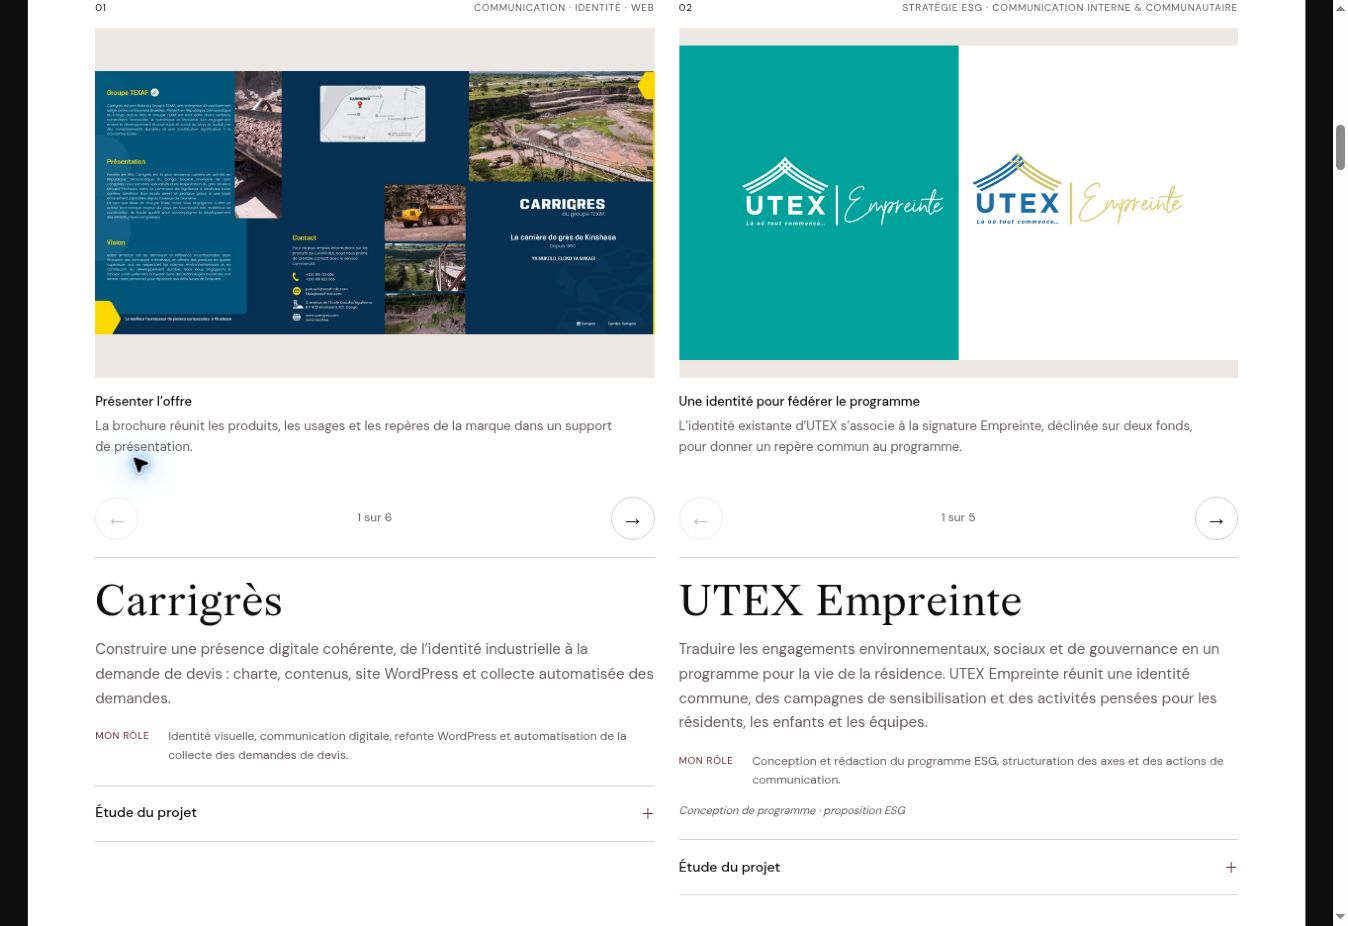 01
COMMUNICATION · IDENTITÉ · WEB
Groupe TEXAF
Présentation
Vision
La meilleur fournisseur de pierres concassées à Kinshasa
CARRIGRES
Contact
CARRIGRES
du groupe TEXAF
La carrière de grès de Kinshasa
Depuis 1950
Présenter l’offre
La brochure réunit les produits, les usages et les repères de la marque dans un support
de présentation.
←
1 sur 6
→
Carrigrès
Construire une présence digitale cohérente, de l’identité industrielle à la
demande de devis : charte, contenus, site WordPress et collecte automatisée des
demandes.
MON RÔLE
Identité visuelle, communication digitale, refonte WordPress et automatisation de la
collecte des demandes de devis.
Étude du projet
+
02
STRATÉGIE ESG · COMMUNICATION INTERNE & COMMUNAUTAIRE
UTEX
Là où tout commence...
Empreinte
UTEX
Là où tout commence...
Empreinte
Une identité pour fédérer le programme
L’identité existante d’UTEX s’associe à la signature Empreinte, déclinée sur deux fonds,
pour donner un repère commun au programme.
←
1 sur 5
→
UTEX Empreinte
Traduire les engagements environnementaux, sociaux et de gouvernance en un
programme pour la vie de la résidence. UTEX Empreinte réunit une identité
commune, des campagnes de sensibilisation et des activités pensées pour les
résidents, les enfants et les équipes.
MON RÔLE
Conception et rédaction du programme ESG, structuration des axes et des actions de
communication.
Conception de programme · proposition ESG
Étude du projet
+